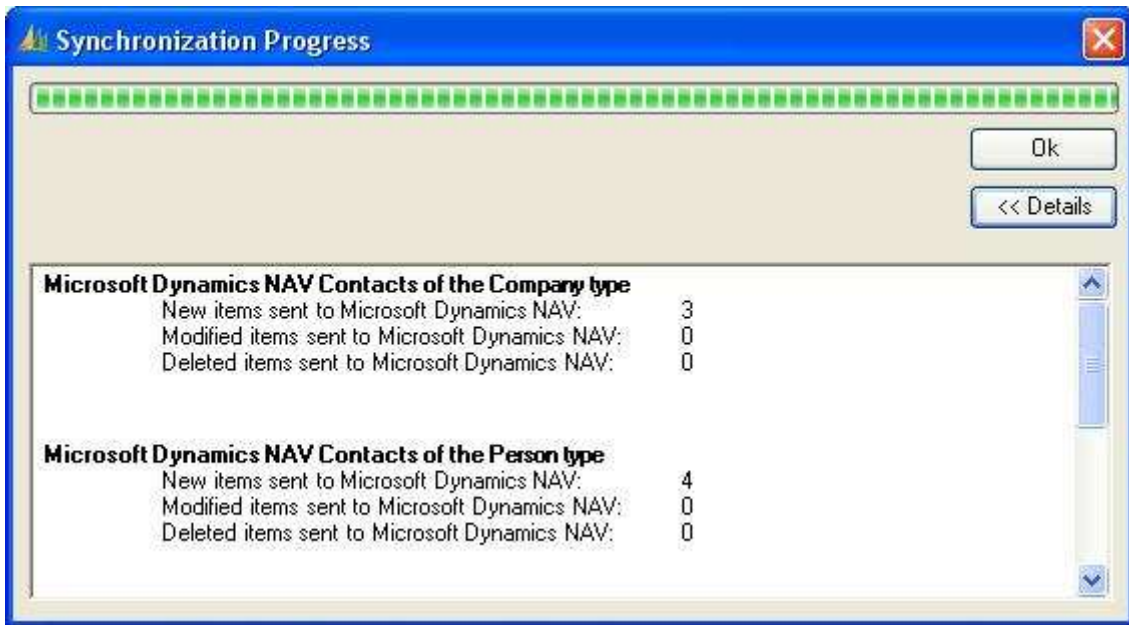 Synchronization Progress
Ok
<< Details
Microsoft Dynamics NAV Contacts of the Company type
New items sent to Microsoft Dynamics NAV: 3
Modified items sent to Microsoft Dynamics NAV: 0
Deleted items sent to Microsoft Dynamics NAV: 0
Microsoft Dynamics NAV Contacts of the Person type
New items sent to Microsoft Dynamics NAV: 4
Modified items sent to Microsoft Dynamics NAV: 0
Deleted items sent to Microsoft Dynamics NAV: 0